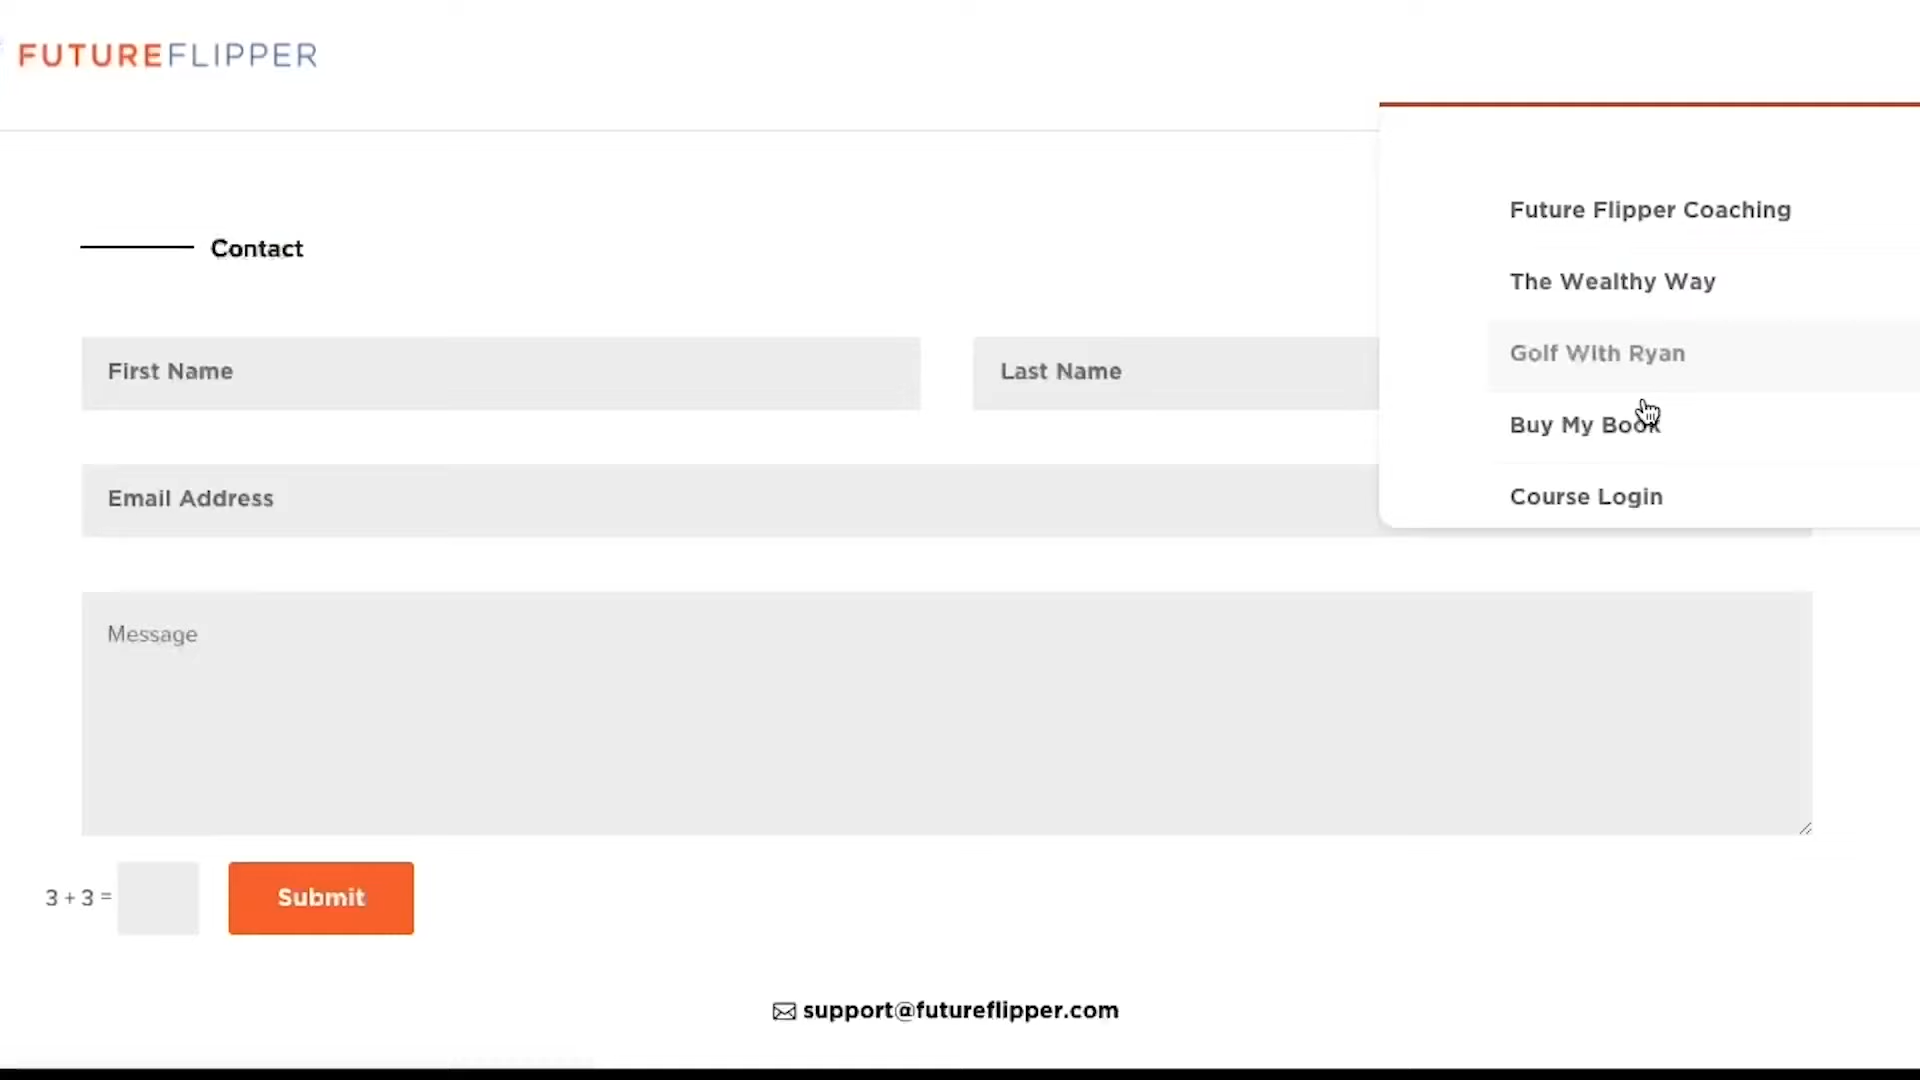 FUTUREFLIPPER
Future Flipper Coaching
The Wealthy Way
Golf With Ryan
Buy My Book
Course Login
Contact
First Name
Last Name
Email Address
Message
3 + 3 =
Submit
support@futureflipper.com